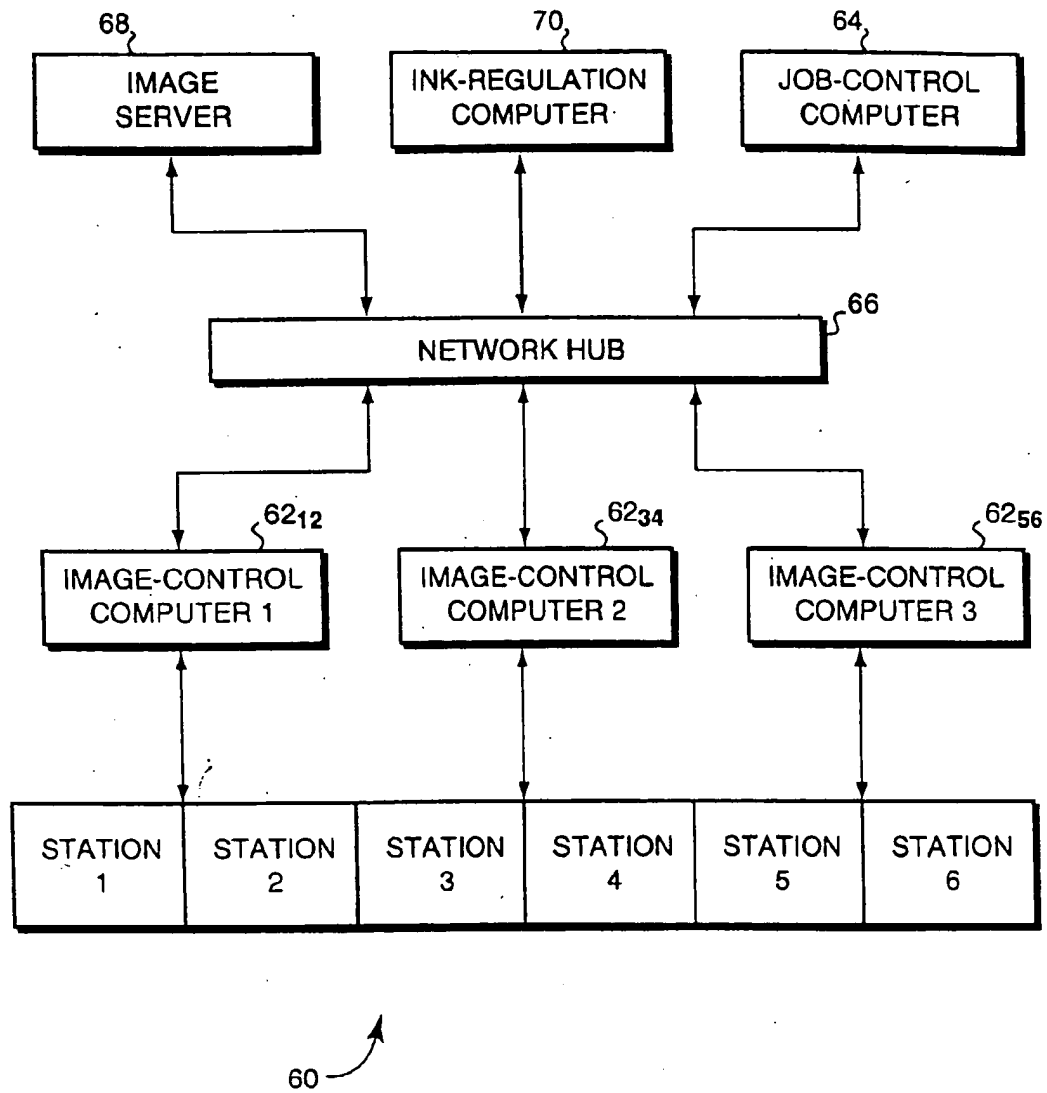 68
70
64
IMAGE
SERVER
INK-REGULATION
COMPUTER
JOB-CONTROL
COMPUTER
66
NETWORK HUB
62₁₂
62₃₄
62₅₆
IMAGE-CONTROL
COMPUTER 1
IMAGE-CONTROL
COMPUTER 2
IMAGE-CONTROL
COMPUTER 3
STATION
1
STATION
2
STATION
3
STATION
4
STATION
5
STATION
6
60